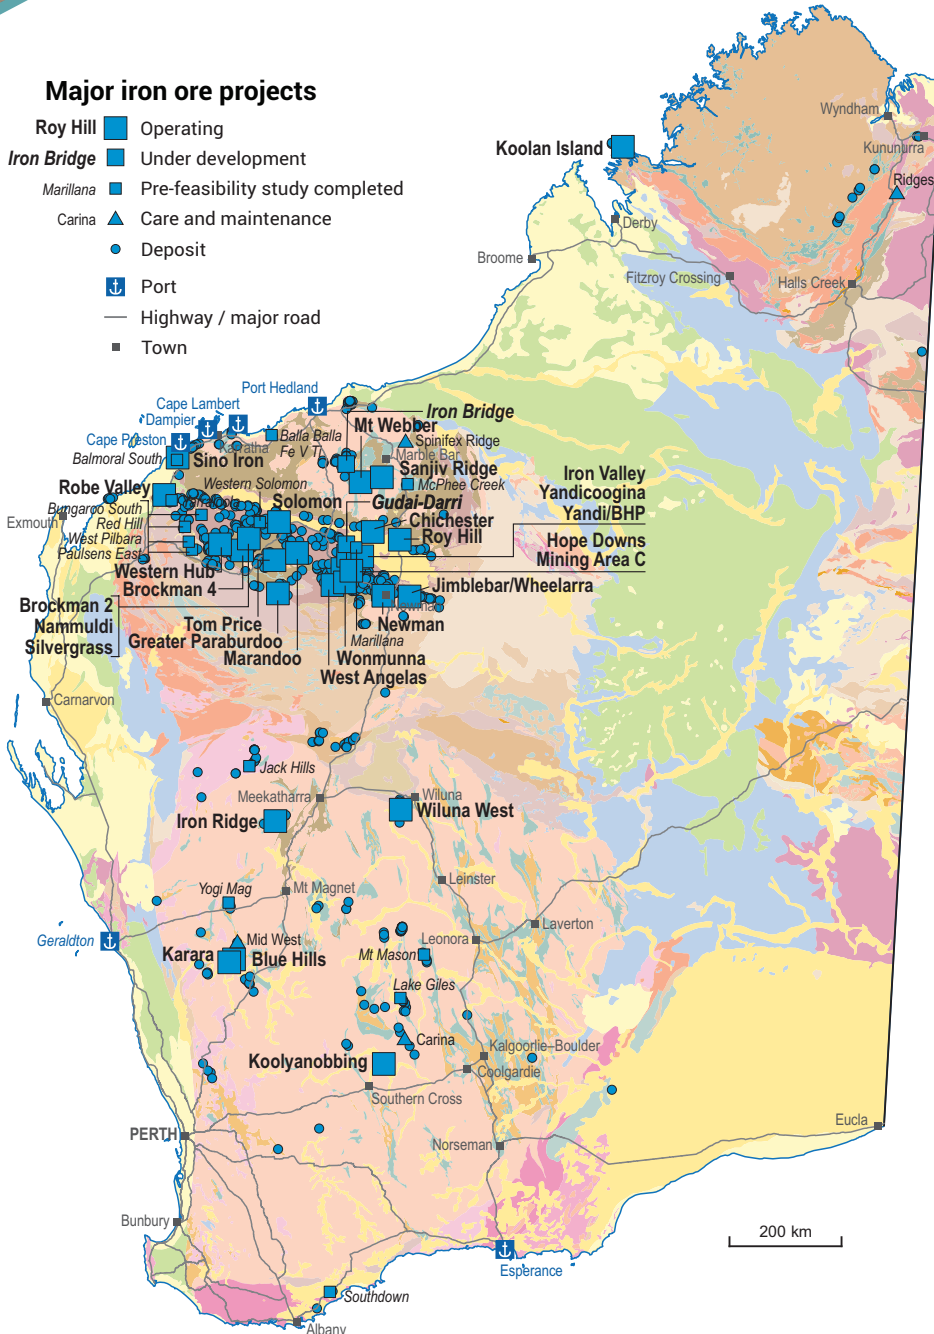 Major iron ore projects
Roy Hill Operating
Iron Bridge Under development
Marillana Pre-feasibility study completed
Carina Care and maintenance
Deposit
Port
Highway / major road
Town
Koolan Island
Wyndham
Kununurra
Ridges
Derby
Broome
Fitzroy Crossing
Halls Creek
Port Hedland
Cape Lambert
Dampier
Cape Preston
Karratha
Balla Balla
Fe V Ti
Iron Bridge
Mt Webber
Spinifex Ridge
Marble Bar
Balmoral South
Sino Iron
Sanjiv Ridge
McPhee Creek
Western Solomon
Robe Valley
Solomon
Gudai-Darri
Iron Valley
Yandicoogina
Yandi/BHP
Bungaroo South
Exmouth
Red Hill
West Pilbara
Paulsens East
Chichester
Roy Hill
Hope Downs
Mining Area C
Western Hub
Brockman 4
Jimblebar/Wheelarra
Newman
Brockman 2
Nammuldi
Silvergrass
Tom Price
Greater Paraburdoo
Marandoo
Newman
Marillana
Wonmunna
West Angelas
Carnarvon
Jack Hills
Meekatharra
Wiluna
Wiluna West
Iron Ridge
Yogi Mag
Mt Magnet
Leinster
Laverton
Geraldton
Mid West
Leonora
Karara
Blue Hills
Mt Mason
Lake Giles
Carina
Kalgoorlie–Boulder
Koolyanobbing
Coolgardie
Southern Cross
PERTH
Norseman
Eucla
Bunbury
200 km
Esperance
Southdown
Albany